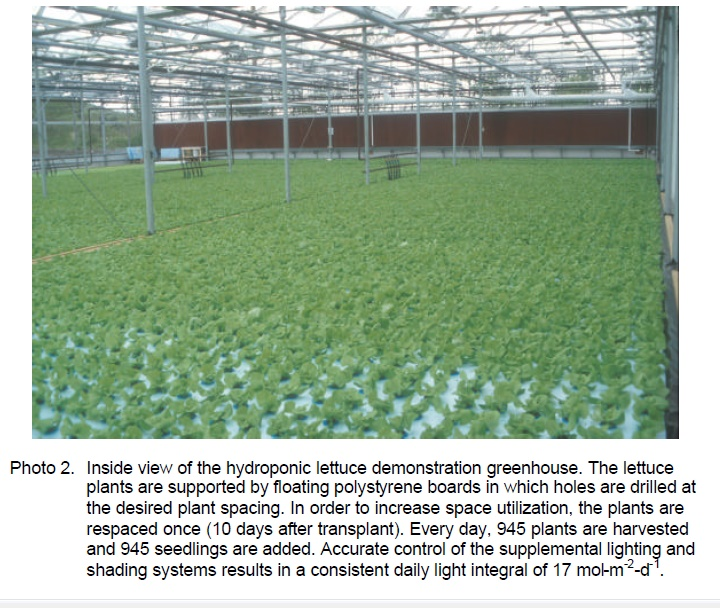 Photo 2. Inside view of the hydroponic lettuce demonstration greenhouse. The lettuce
plants are supported by floating polystyrene boards in which holes are drilled at
the desired plant spacing. In order to increase space utilization, the plants are
respaced once (10 days after transplant). Every day, 945 plants are harvested
and 945 seedlings are added. Accurate control of the supplemental lighting and
shading systems results in a consistent daily light integral of 17 mol-m⁻²-d⁻¹.